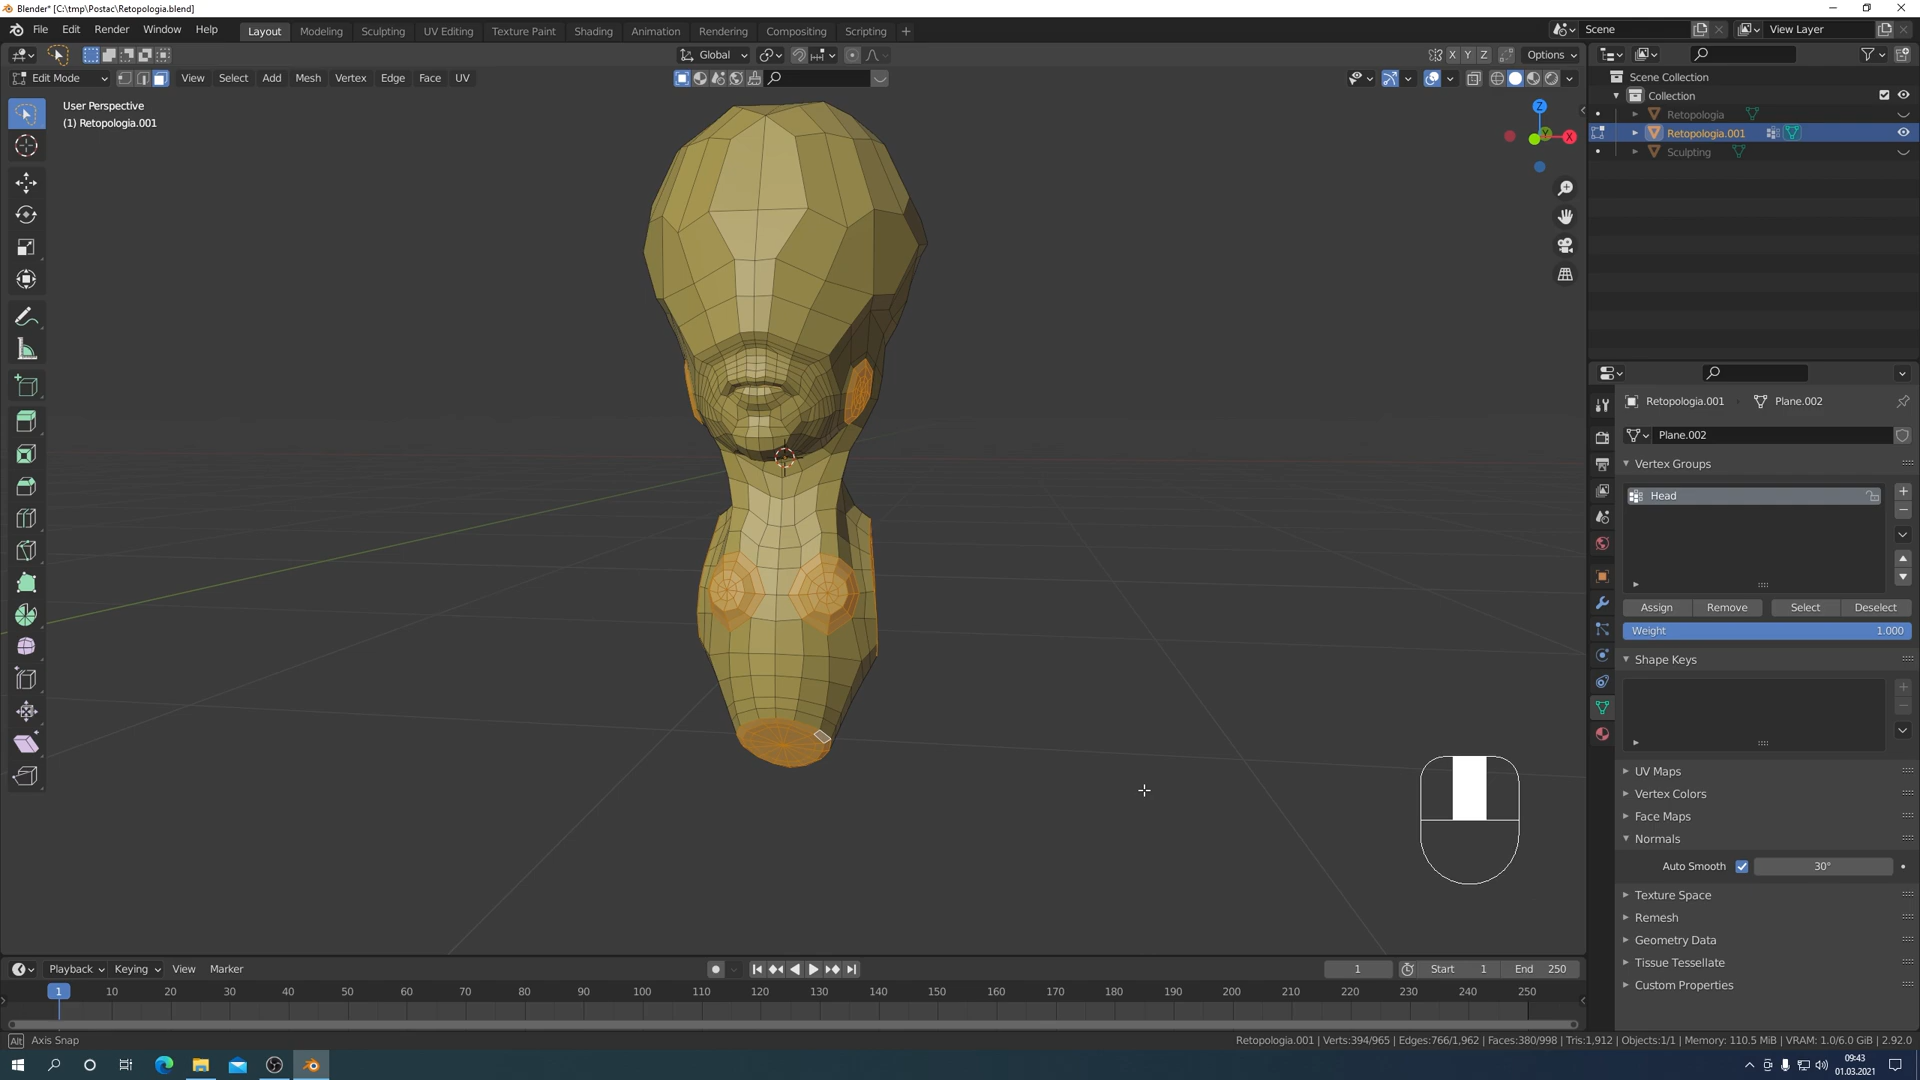 Blender* [C:\tmp\Postac\Retopologia.blend]
File Edit Render Window Help Layout Modeling Sculpting UV Editing Texture Paint Shading Animation Rendering Compositing Scripting + Scene View Layer
Global X Y Z Options
Edit Mode View Select Add Mesh Vertex Edge Face UV
User Perspective
(1) Retopologia.001
Z
Y
X
Scene Collection
Collection
Retopologia
Retopologia.001
Sculpting
Retopologia.001 Plane.002
Plane.002
Vertex Groups
Head
Assign Remove Select Deselect
Weight 1.000
Shape Keys
UV Maps
Vertex Colors
Face Maps
Normals
Auto Smooth 30°
Texture Space
Remesh
Geometry Data
Tissue Tessellate
Custom Properties
Playback Keying View Marker 1 Start 1 End 250
1 10 20 30 40 50 60 70 80 90 100 110 120 130 140 150 160 170 180 190 200 210 220 230 240 250
Alt Axis Snap Retopologia.001 | Verts:394/965 | Edges:766/1,962 | Faces:380/998 | Tris:1,912 | Objects:1/1 | Memory: 110.5 MiB | VRAM: 1.0/6.0 GiB | 2.92.0
09:43
01.03.2021